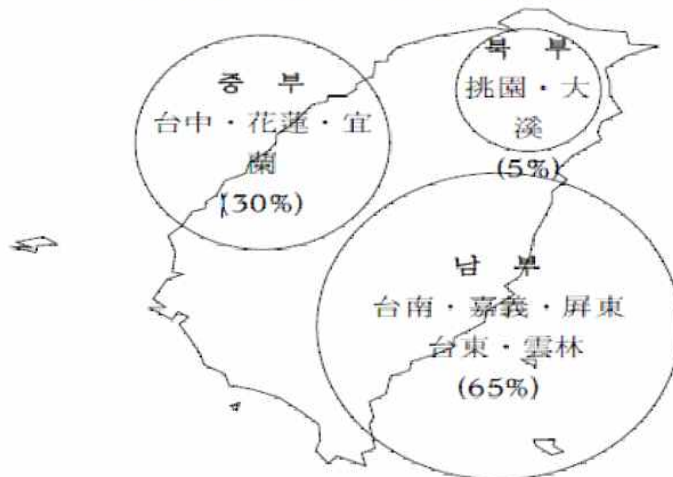 북 부
挑園・大
溪
(5%)
중 부
台中・花蓮・宜
蘭
(30%)
남 부
台南・嘉義・屏東
台東・雲林
(65%)